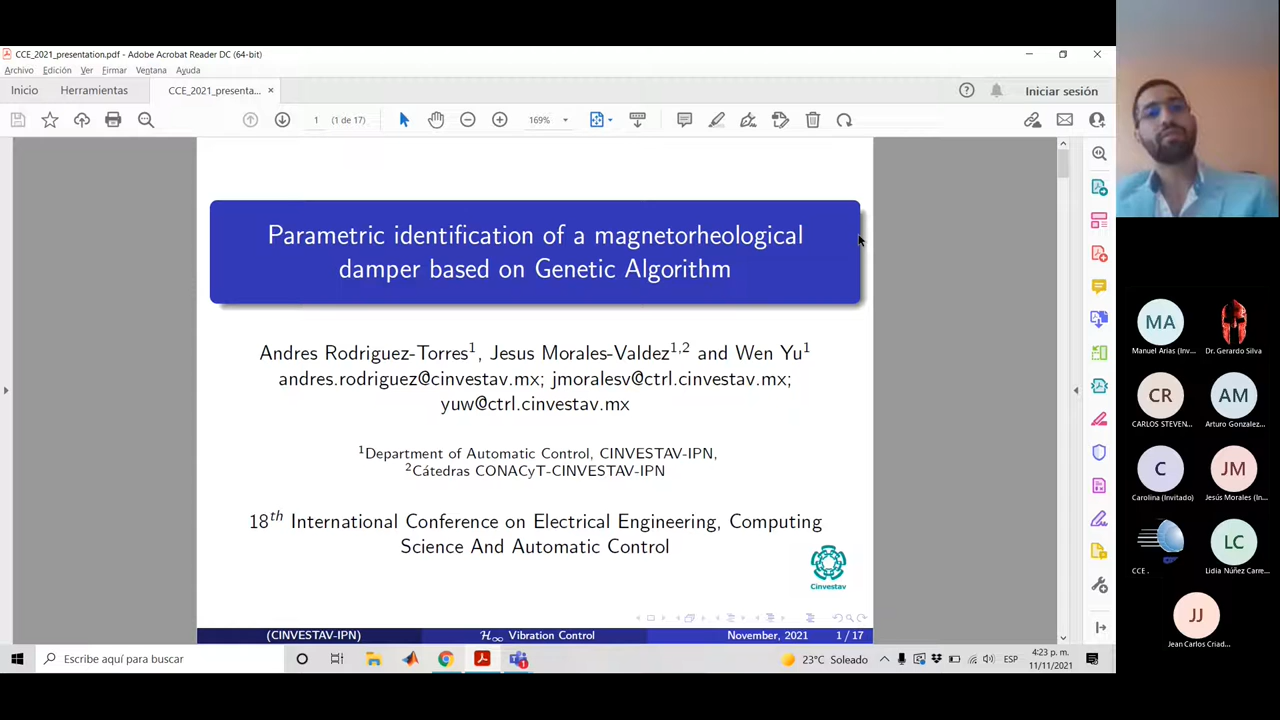 CCE_2021_presentation.pdf - Adobe Acrobat Reader DC (64-bit)
Archivo Edición Ver Firmar Ventana Ayuda
Inicio Herramientas CCE_2021_presenta... × Iniciar sesión
1 (1 de 17) 169%
Parametric identification of a magnetorheological
damper based on Genetic Algorithm
Andres Rodriguez-Torres1, Jesus Morales-Valdez1,2 and Wen Yu1
andres.rodriguez@cinvestav.mx; jmoralesv@ctrl.cinvestav.mx;
yuw@ctrl.cinvestav.mx
1Department of Automatic Control, CINVESTAV-IPN,
2Cátedras CONACyT-CINVESTAV-IPN
18th International Conference on Electrical Engineering, Computing
Science And Automatic Control
Cinvestav
(CINVESTAV-IPN) H∞ Vibration Control November, 2021 1 / 17
Escribe aquí para buscar
23°C Soleado
ESP
4:23 p. m.
11/11/2021
MA
Manuel Arias (Inv...
Dr. Gerardo Silva
CR
CARLOS STEVEN...
AM
Arturo Gonzalez...
C
Carolina (Invitado)
JM
Jesús Morales (In...
CCE .
LC
Lidia Núñez Carre...
JJ
Jean Carlos Criad...